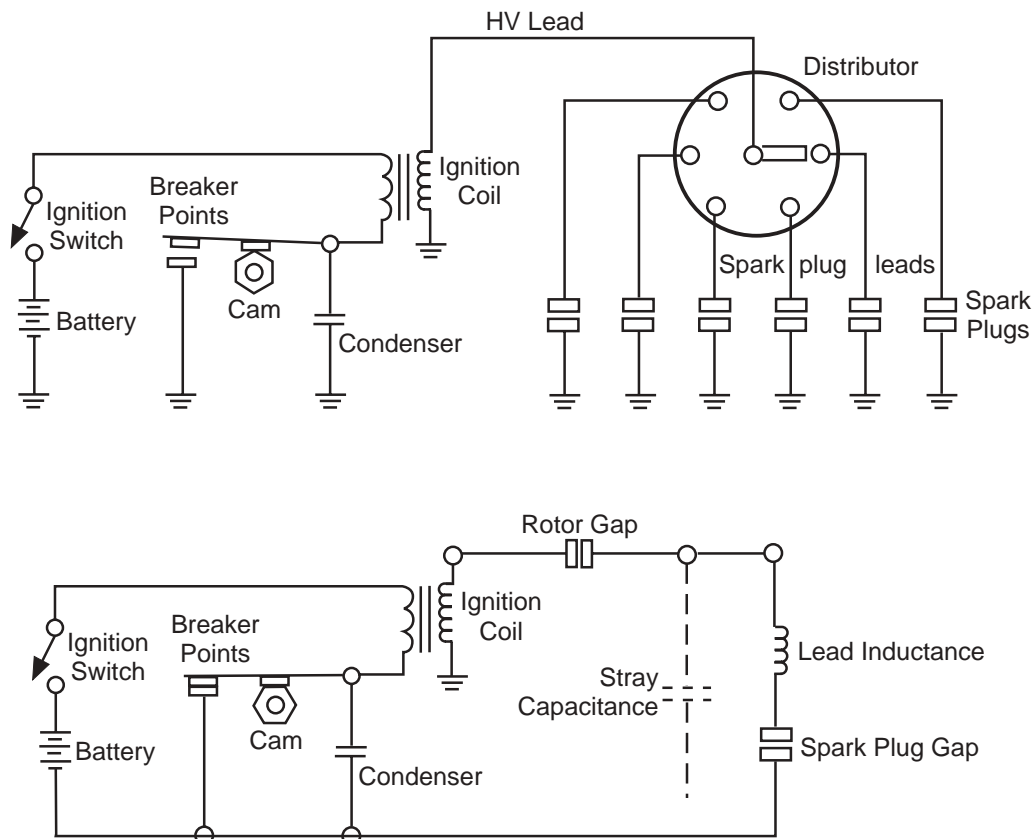 HV Lead
Distributor
Ignition
Coil
Breaker
Points
Ignition
Switch
Spark plug leads
Cam
Battery
Condenser
Spark
Plugs
Rotor Gap
Ignition
Coil
Breaker
Points
Ignition
Switch
Lead Inductance
Stray
Capacitance
Cam
Battery
Condenser
Spark Plug Gap